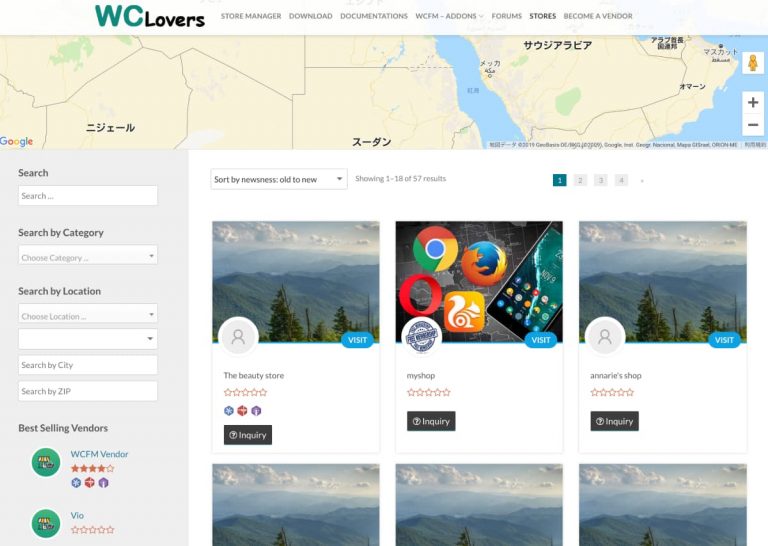 WCLovers
STORE MANAGER DOWNLOAD DOCUMENTATIONS WCFM – ADDONS FORUMS STORES BECOME A VENDOR
サウジアラビア
アラブ首長
国連邦
マスカット
メッカ
مكة
オマーン
紅海
ニジェール
スーダン
Google
地図データ ©2019 GeoBasis-DE/BKG (©2009), Google, Inst. Geogr. Nacional, Mapa GISrael, ORION-ME 利用規約
Search
Search ...
Search by Category
Choose Category ...
Search by Location
Choose Location ...
Search by City
Search by ZIP
Best Selling Vendors
WCFM Vendor
Vio
Sort by newsness: old to new
Showing 1–18 of 57 results
1 2 3 4 »
VISIT
The beauty store
Inquiry
NOV 9
VISIT
myshop
Inquiry
VISIT
annarie's shop
Inquiry